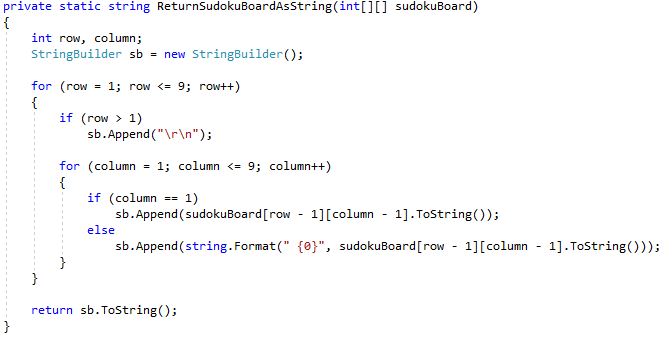 private static string ReturnSudokuBoardAsString(int[][] sudokuBoard)
{
    int row, column;
    StringBuilder sb = new StringBuilder();

    for (row = 1; row <= 9; row++)
    {
        if (row > 1)
            sb.Append("\r\n");

        for (column = 1; column <= 9; column++)
        {
            if (column == 1)
                sb.Append(sudokuBoard[row - 1][column - 1].ToString());
            else
                sb.Append(string.Format(" {0}", sudokuBoard[row - 1][column - 1].ToString()));
        }
    }

    return sb.ToString();
}